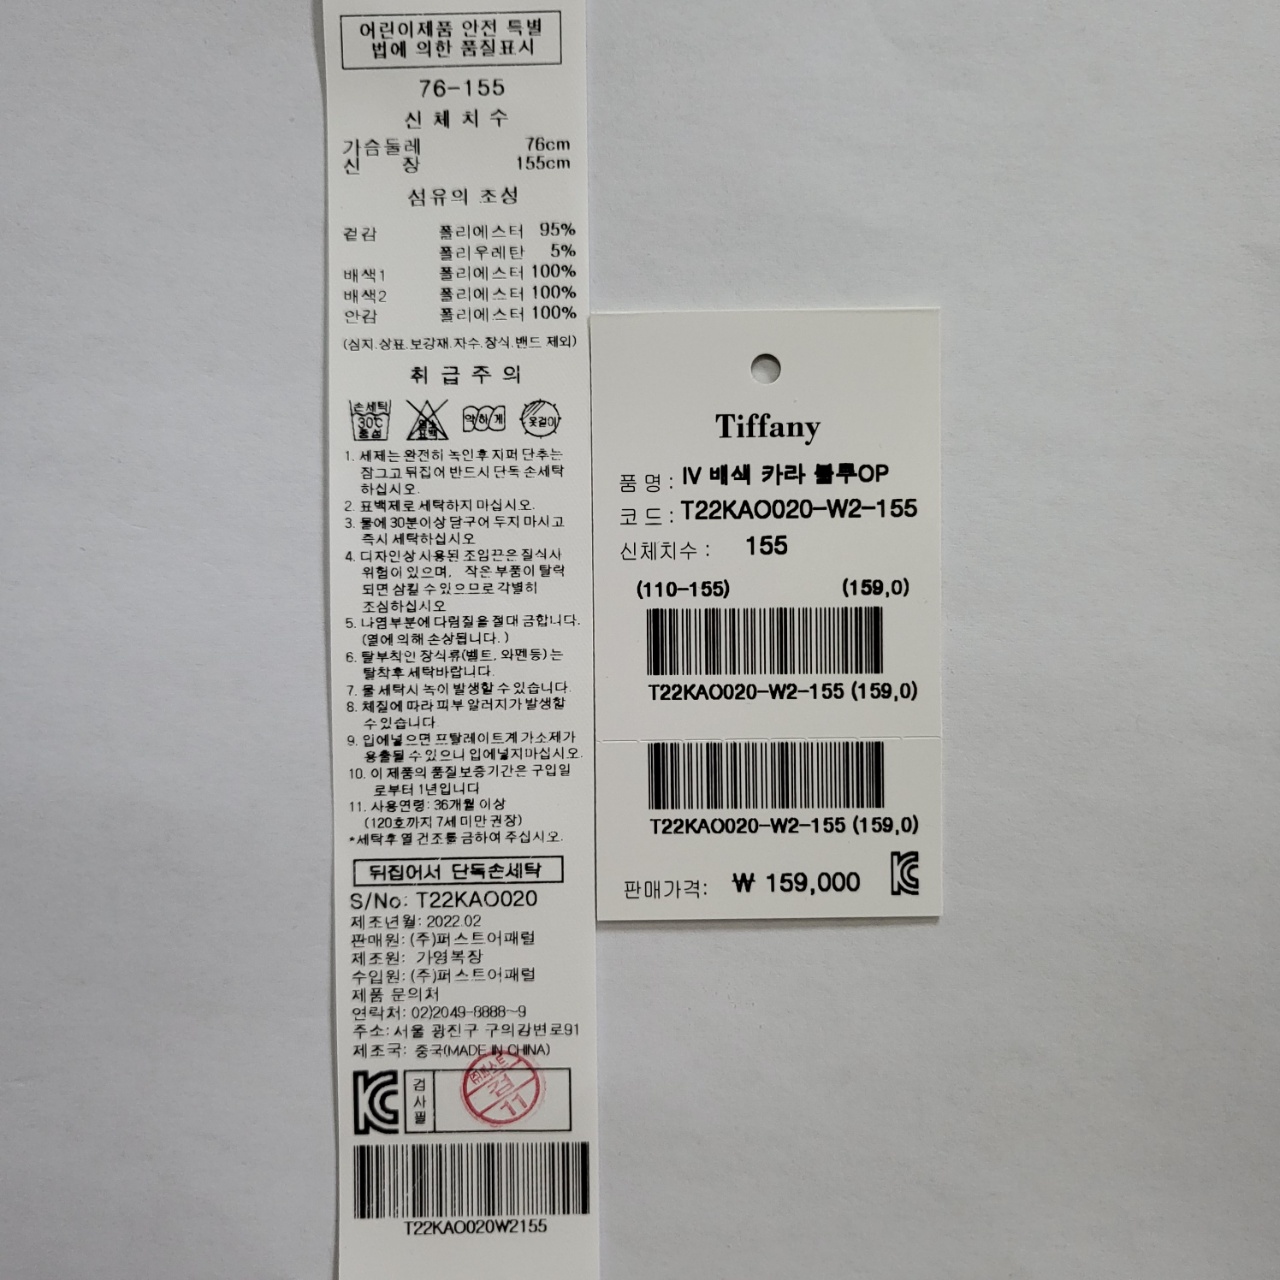 어린이제품 안전 특별
법에 의한 품질표시
76-155
신 체 치 수
가슴둘레 76cm
신 장 155cm
섬유의 조성
겉감 폴리에스터 95%
폴리우레탄 5%
배색1 폴리에스터 100%
배색2 폴리에스터 100%
안감 폴리에스터 100%
(심지.상표.보강재.자수.장식.밴드 제외)
취 급 주 의
손세탁 30℃ 중성
염소 표백
약하게
옷걸이
1. 세제는 완전히 녹인후 지퍼 단추는
잠그고 뒤집어 반드시 단독 손세탁
하십시오.
2. 표백제로 세탁하지 마십시오.
3. 물에 30분이상 담구어 두지 마시고
즉시 세탁하십시오
4. 디자인상 사용된 조임끈은 질식사
위험이 있으며, 작은 부품이 탈락
되면 삼킬 수 있으므로 각별히
조심하십시오
5. 나염부분에 다림질을 절대 금합니다.
(열에 의해 손상됩니다.)
6. 탈부착인 장식류(벨트, 와펜등)는
탈착후 세탁바랍니다.
7. 물 세탁시 녹이 발생할 수 있습니다.
8. 체질에 따라 피부 알러지가 발생할
수 있습니다.
9. 입에넣으면 프탈레이트계 가소제가
용출될 수 있으니 입에넣지마십시오.
10. 이 제품의 품질보증기간은 구입일
로부터 1년입니다
11. 사용연령: 36개월 이상
(120호까지 7세 미만 권장)
*세탁후 열 건조를 금하여 주십시오.
뒤집어서 단독손세탁
S/No: T22KAO020
제조년월: 2022.02
판매원: (주)퍼스트어패럴
제조원: 가영복장
수입원: (주)퍼스트어패럴
제품 문의처
연락처: 02)2049-8888~9
주소: 서울 광진구 구의강변로91
제조국: 중국(MADE IN CHINA)
KC
검사필
검
11
T22KAO020W2155
Tiffany
품 명 : IV 배색 카라 블루OP
코 드 : T22KAO020-W2-155
신체치수 : 155
(110-155) (159,0)
T22KAO020-W2-155 (159,0)
T22KAO020-W2-155 (159,0)
판매가격: ₩ 159,000 KC